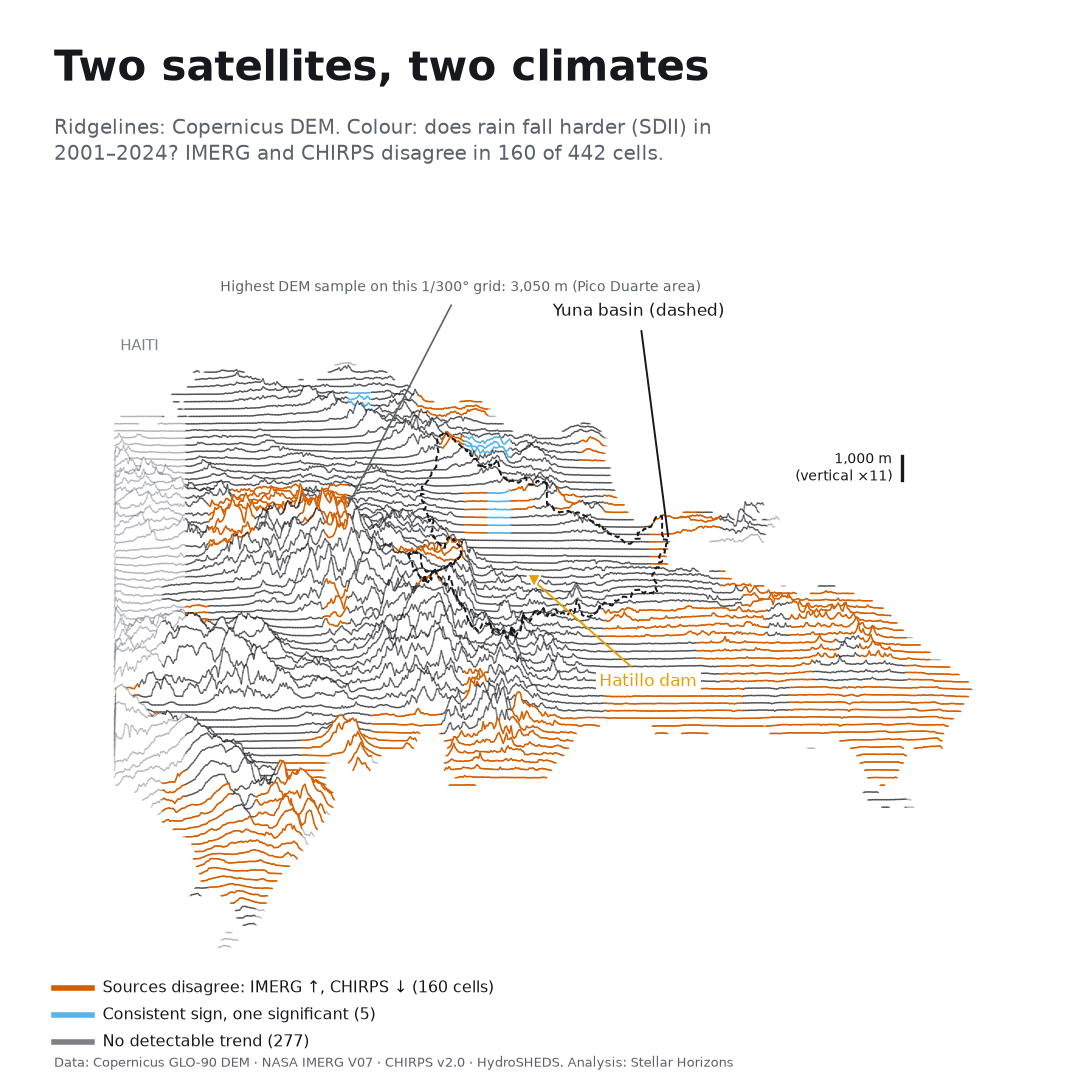 Two satellites, two climates
Ridgelines: Copernicus DEM. Colour: does rain fall harder (SDII) in
2001–2024? IMERG and CHIRPS disagree in 160 of 442 cells.
Highest DEM sample on this 1/300° grid: 3,050 m (Pico Duarte area)
Yuna basin (dashed)
HAITI
1,000 m
(vertical ×11)
Hatillo dam
Sources disagree: IMERG ↑, CHIRPS ↓ (160 cells)
Consistent sign, one significant (5)
No detectable trend (277)
Data: Copernicus GLO-90 DEM · NASA IMERG V07 · CHIRPS v2.0 · HydroSHEDS. Analysis: Stellar Horizons